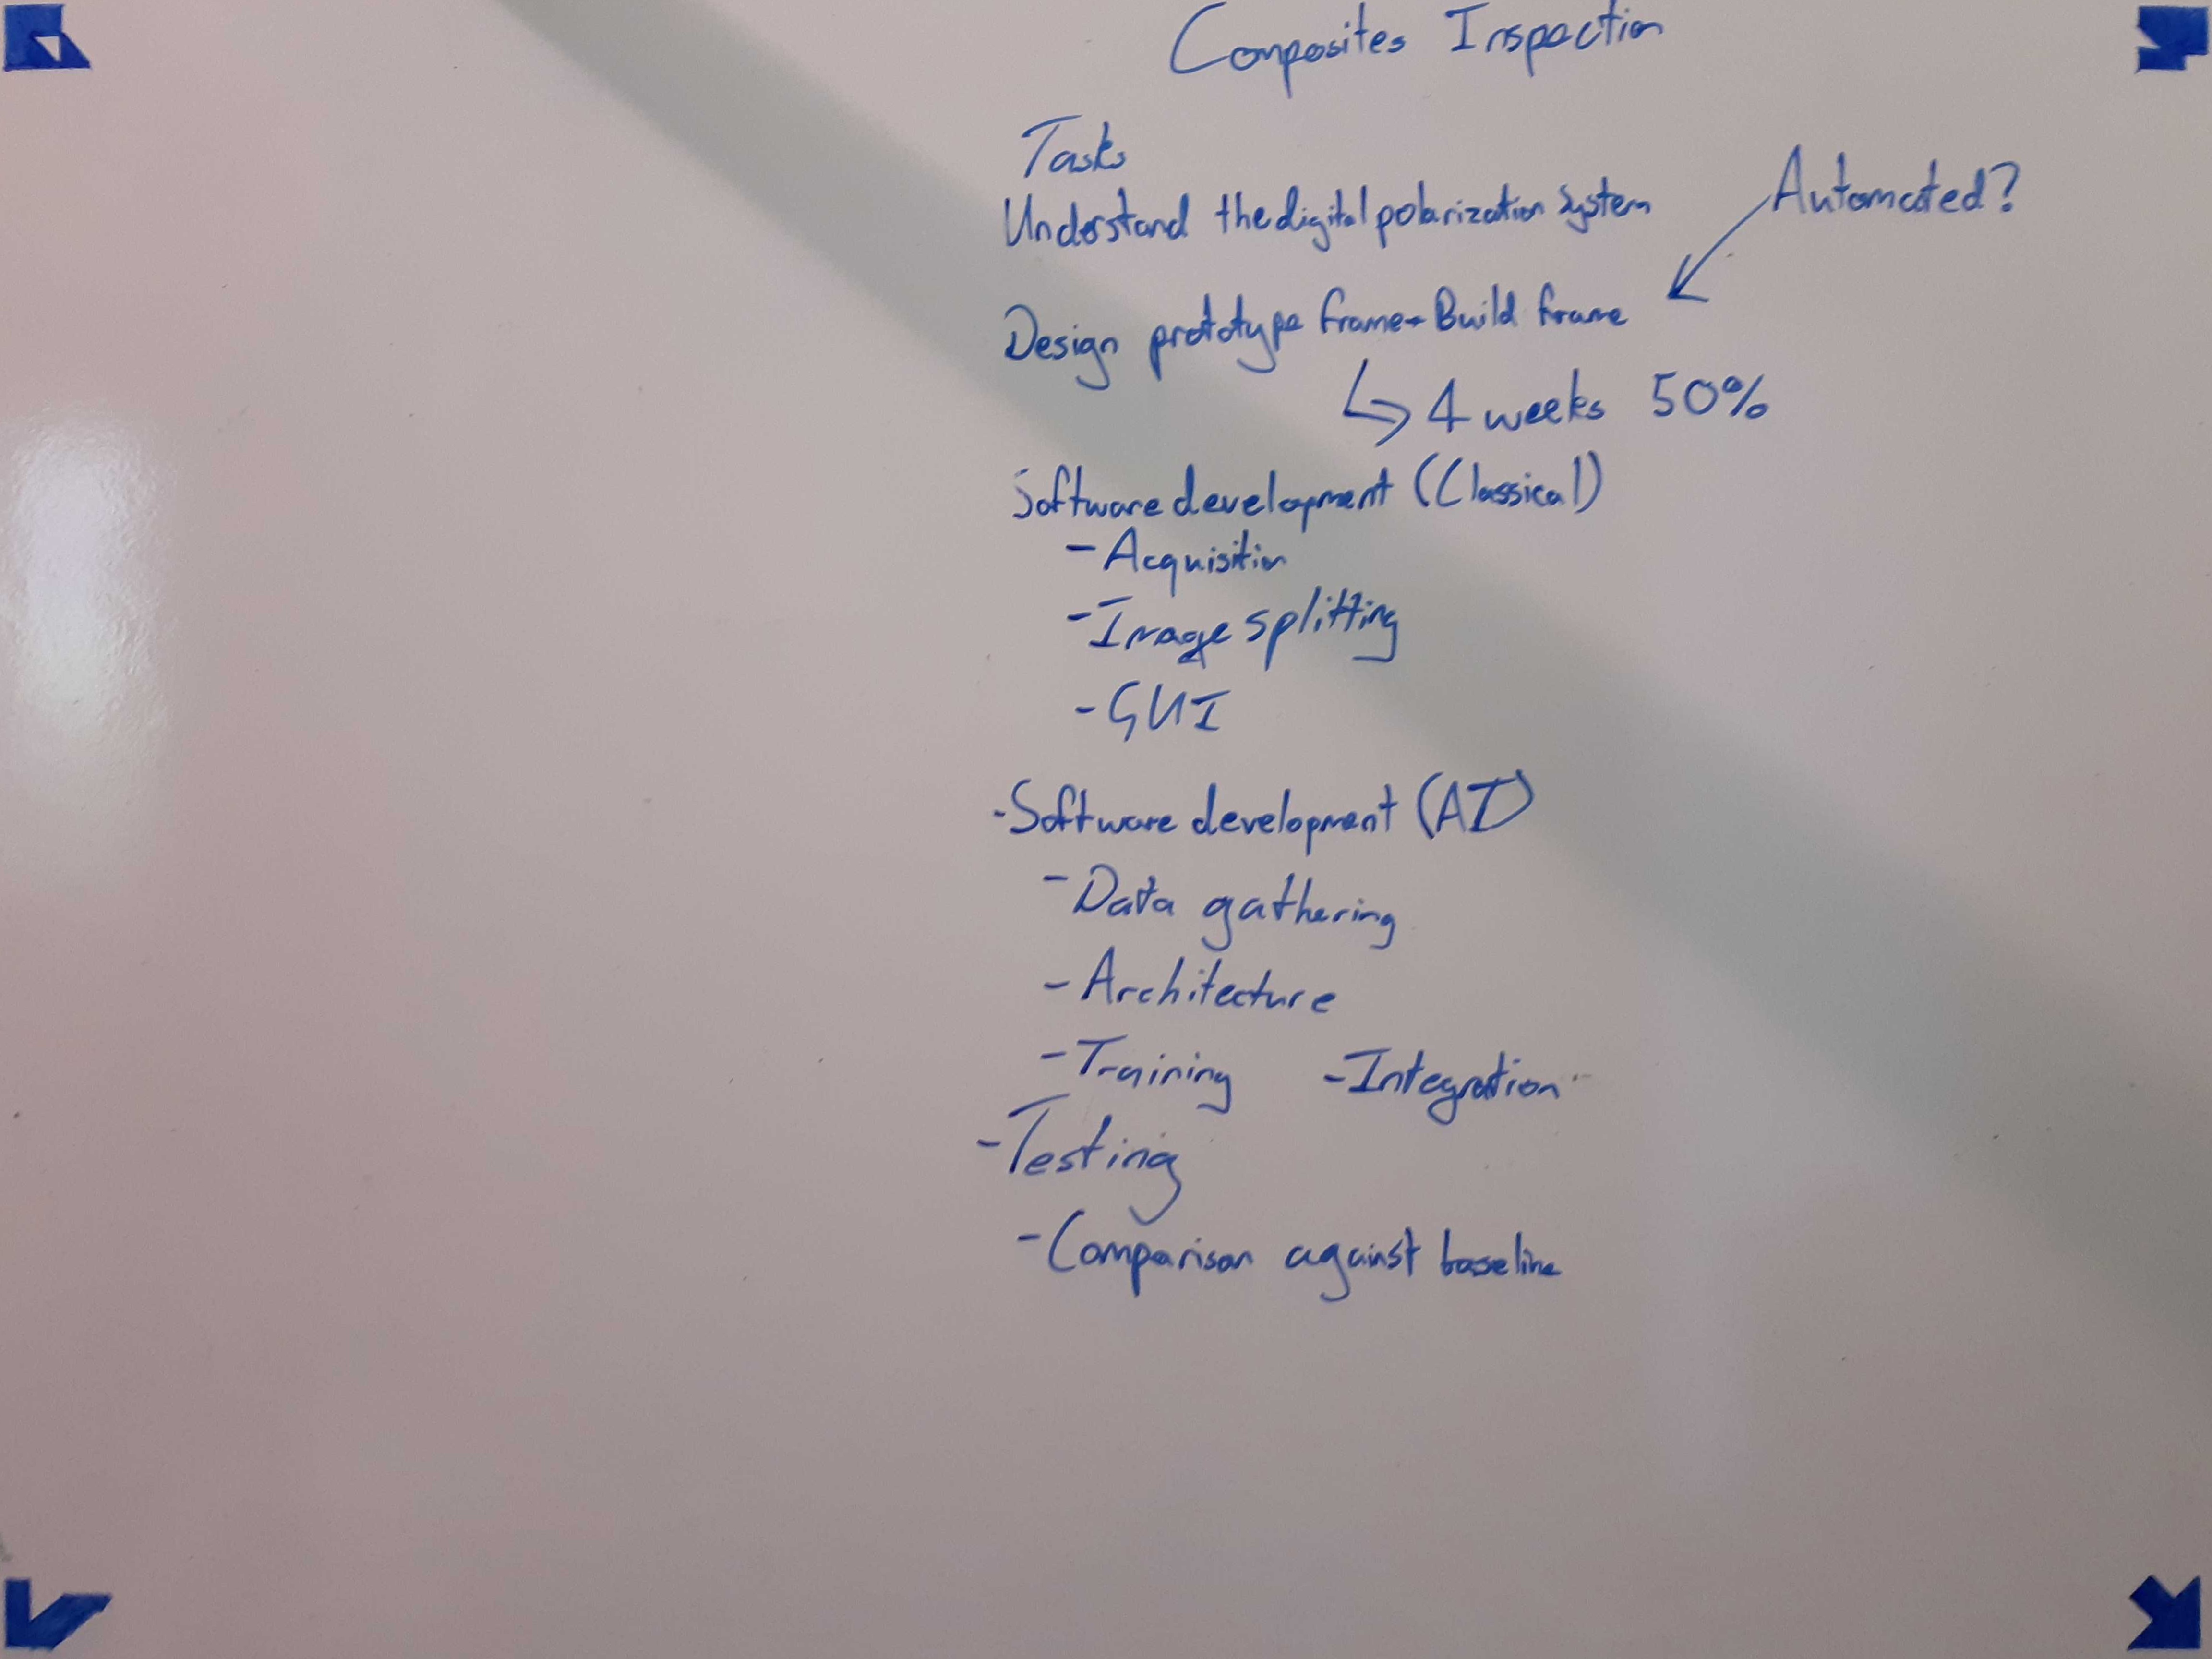 Composites Inspection
Tasks
Understand the digital polarization system
Automated?
Design prototype frame + Build frame
4 weeks 50%
Software development (Classical)
- Acquisition
- Image splitting
- GUI
- Software development (AI)
- Data gathering
- Architecture
- Training - Integration
- Testing
- Comparison against baseline